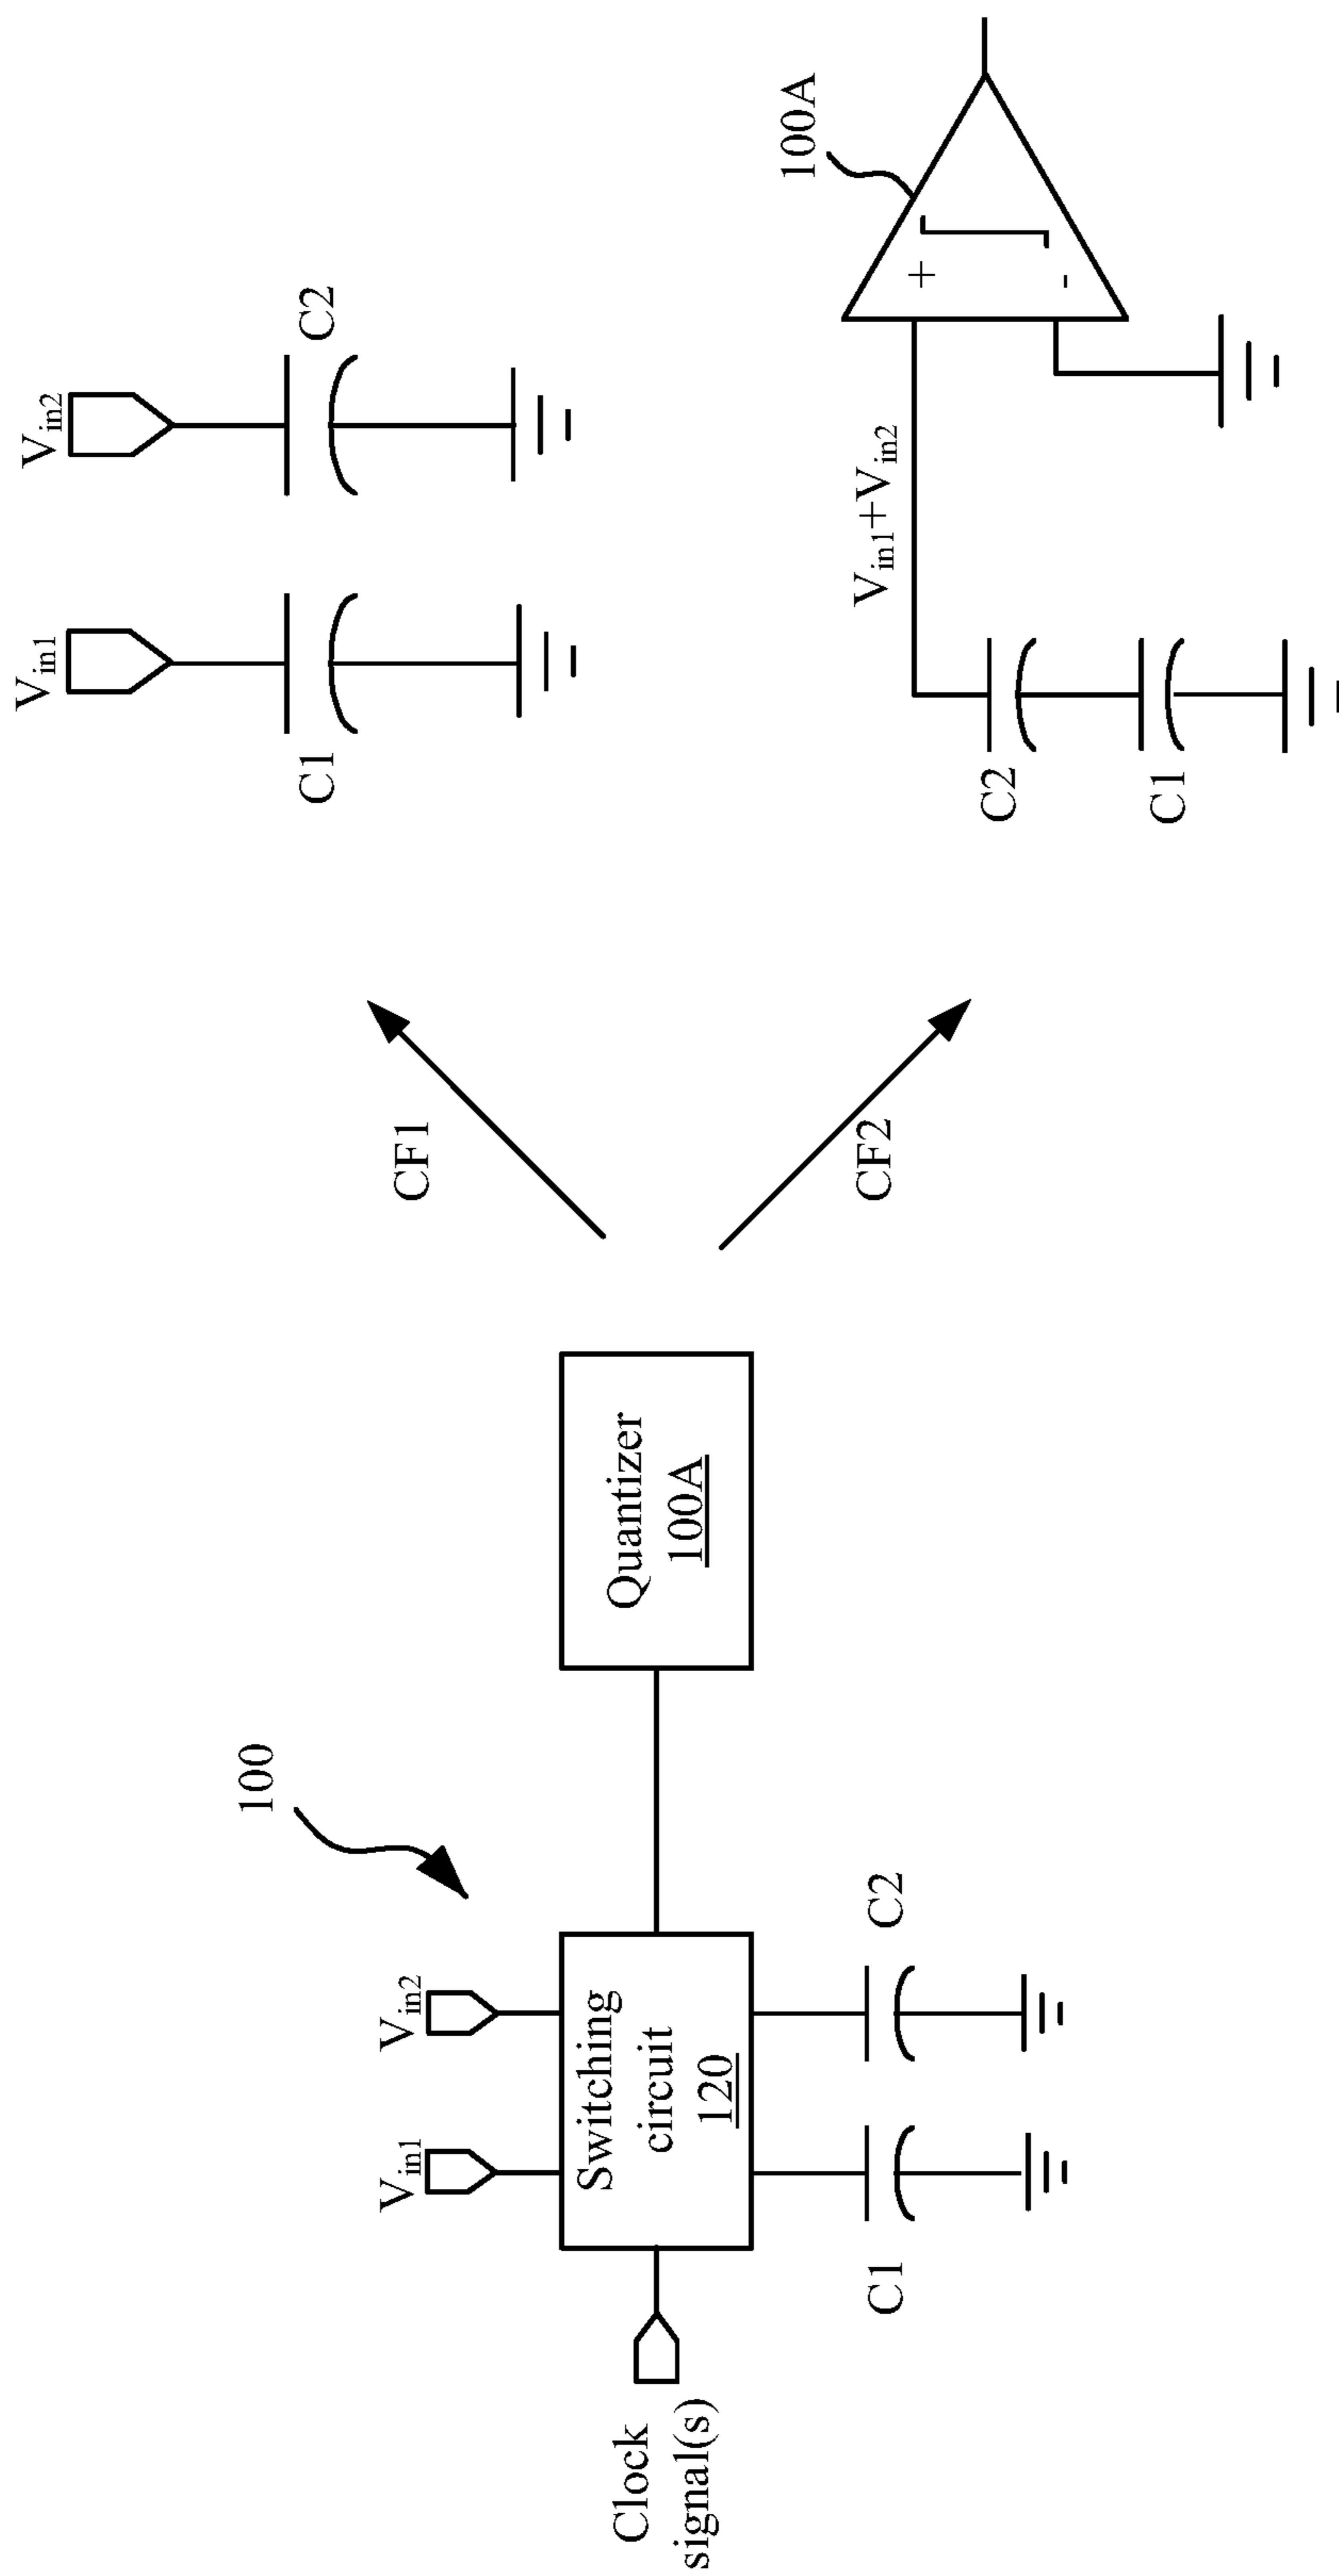 100
Clock
signal(s)
Vin1
Vin2
Switching
circuit
120
C1
C2
Quantizer
100A
CF1
CF2
Vin1
Vin2
C1
C2
Vin1+Vin2
100A
+
-
C2
C1